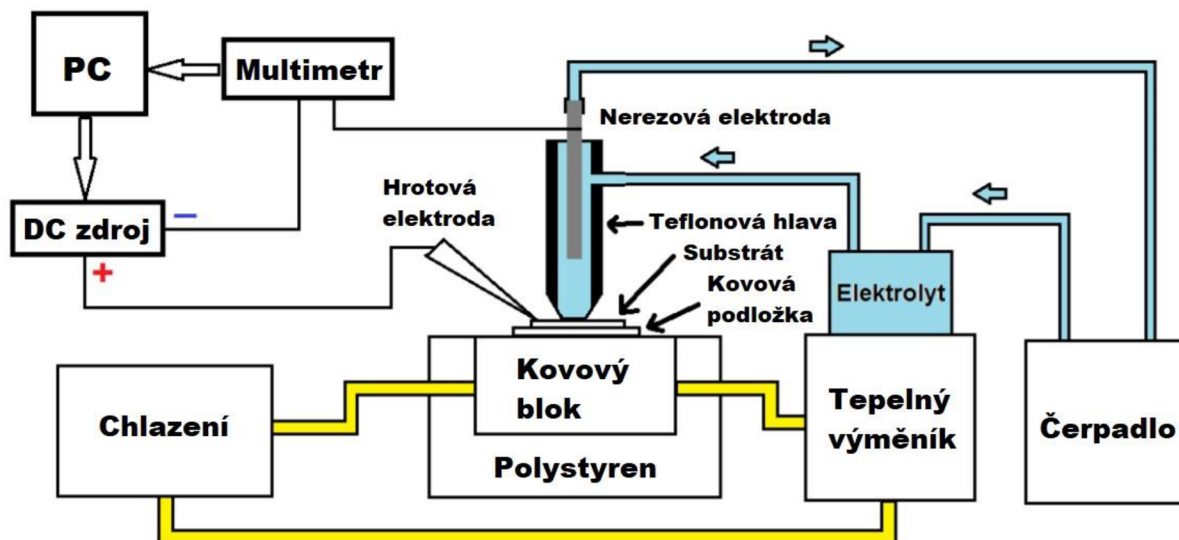 PC
Multimetr
Nerezová elektroda
Hrotová
elektroda
DC zdroj
−
+
Teflonová hlava
Substrát
Kovová
podložka
Elektrolyt
Chlazení
Kovový
blok
Polystyren
Tepelný
výměník
Čerpadlo